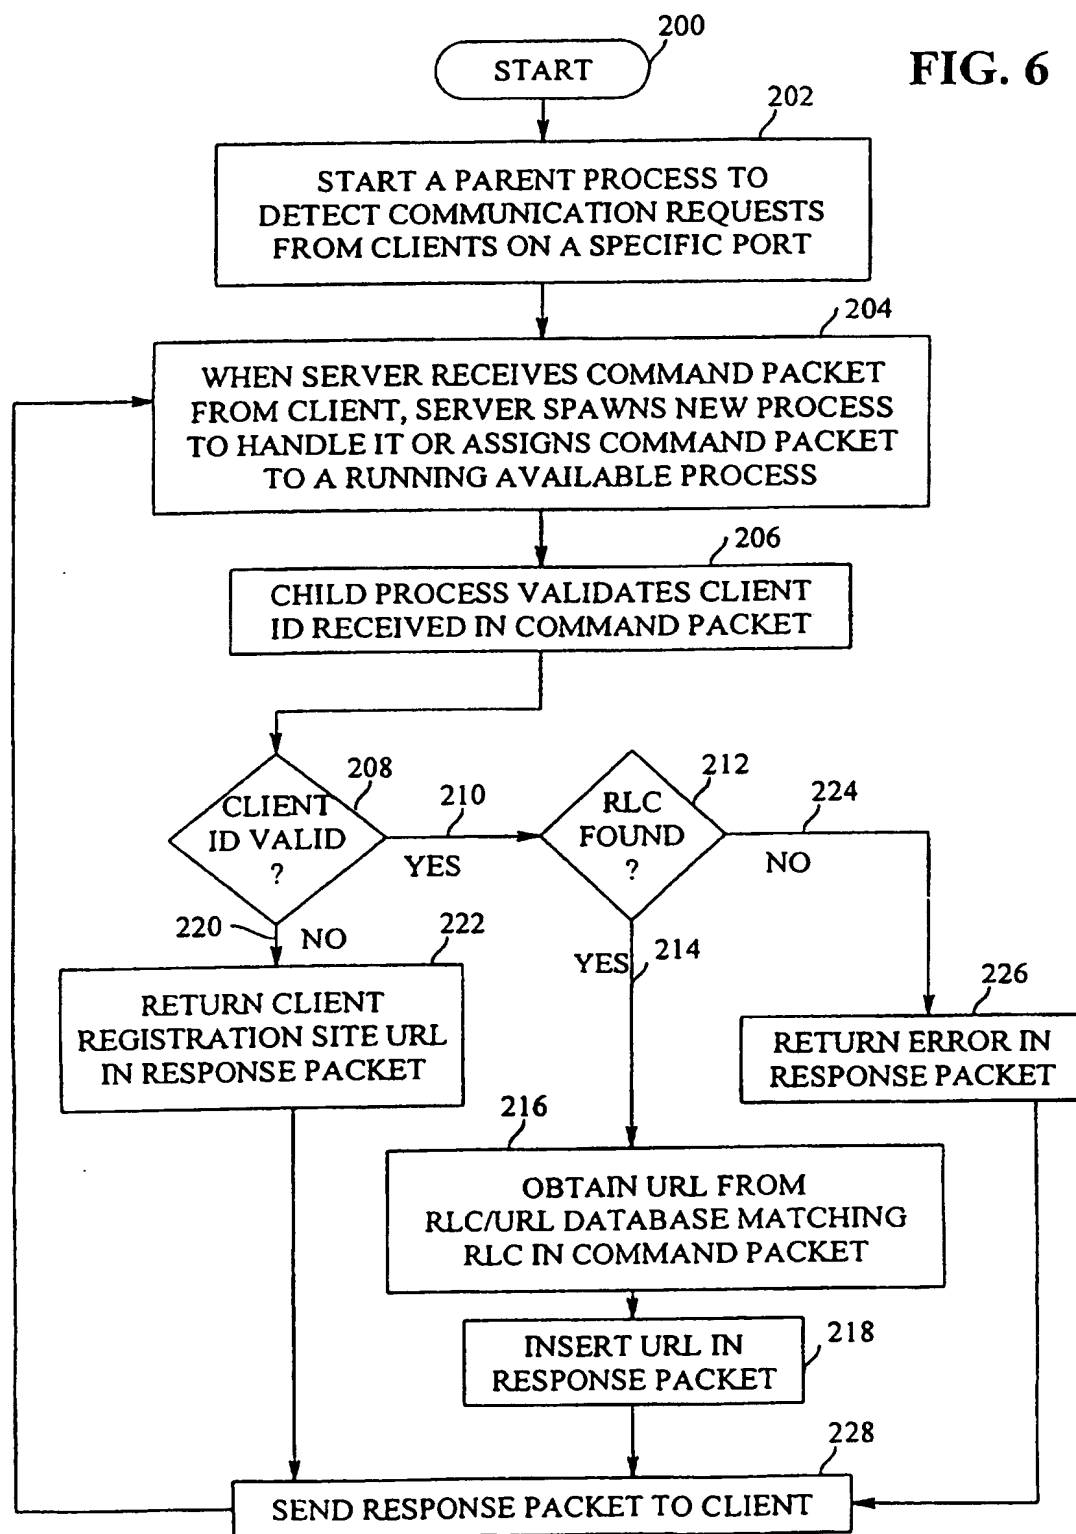 200
START
FIG. 6
202
START A PARENT PROCESS TO
DETECT COMMUNICATION REQUESTS
FROM CLIENTS ON A SPECIFIC PORT
204
WHEN SERVER RECEIVES COMMAND PACKET
FROM CLIENT, SERVER SPAWNS NEW PROCESS
TO HANDLE IT OR ASSIGNS COMMAND PACKET
TO A RUNNING AVAILABLE PROCESS
206
CHILD PROCESS VALIDATES CLIENT
ID RECEIVED IN COMMAND PACKET
208
CLIENT
ID VALID
?
210
YES
212
RLC
FOUND
?
224
NO
220
NO
222
RETURN CLIENT
REGISTRATION SITE URL
IN RESPONSE PACKET
YES
214
226
RETURN ERROR IN
RESPONSE PACKET
216
OBTAIN URL FROM
RLC/URL DATABASE MATCHING
RLC IN COMMAND PACKET
INSERT URL IN
RESPONSE PACKET
218
228
SEND RESPONSE PACKET TO CLIENT